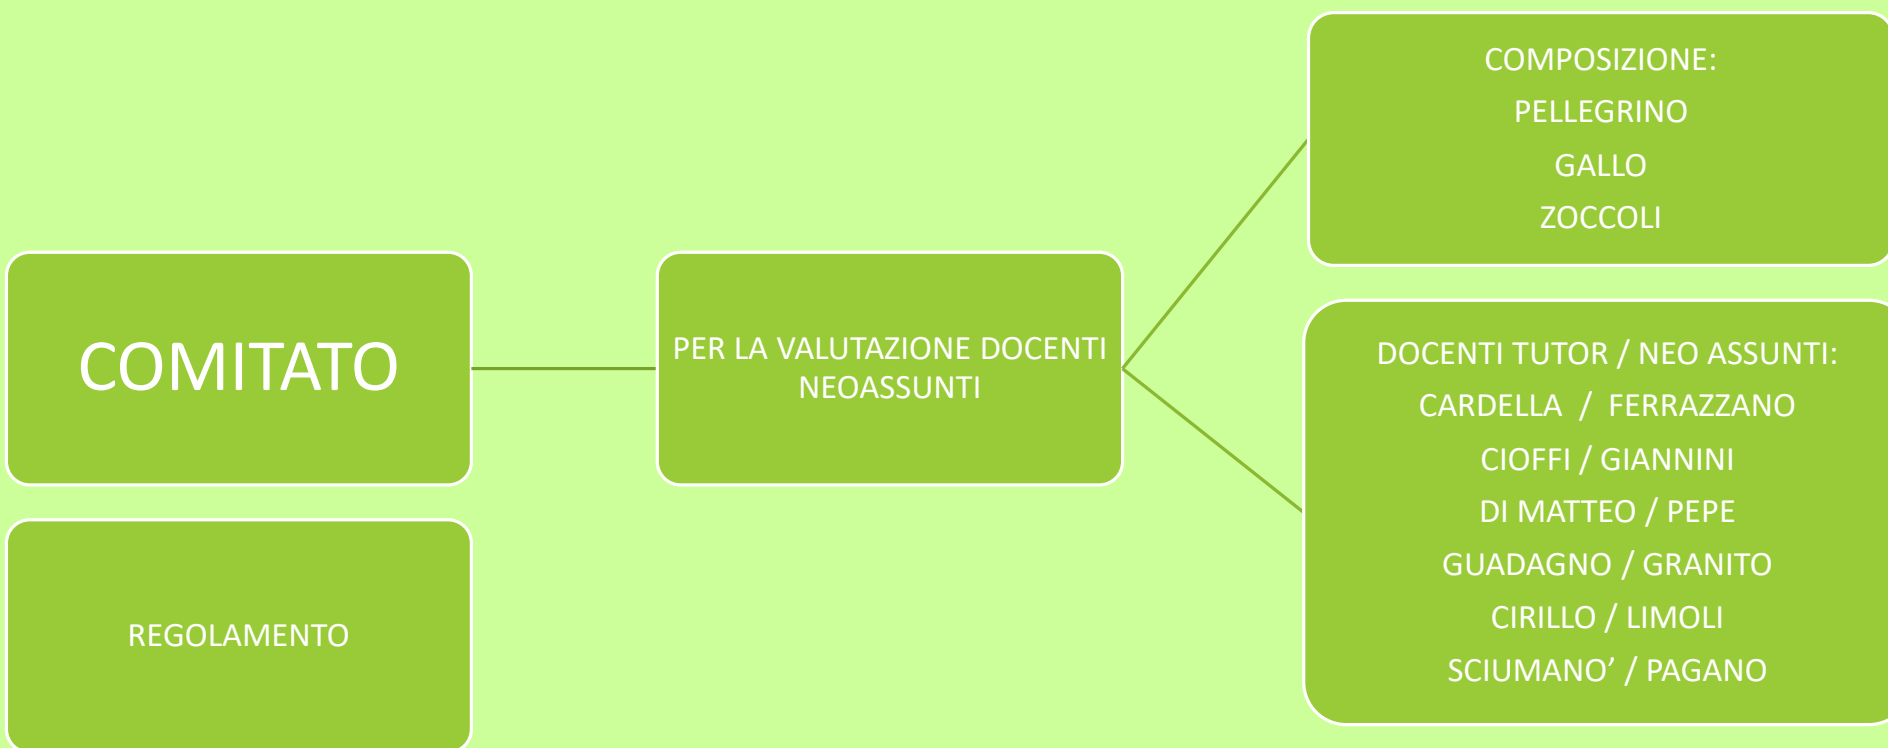 COMITATO
REGOLAMENTO
PER LA VALUTAZIONE DOCENTI
NEOASSUNTI
COMPOSIZIONE:
PELLEGRINO
GALLO
ZOCCOLI
DOCENTI TUTOR / NEO ASSUNTI:
CARDELLA / FERRAZZANO
CIOFFI / GIANNINI
DI MATTEO / PEPE
GUADAGNO / GRANITO
CIRILLO / LIMOLI
SCIUMANO’ / PAGANO